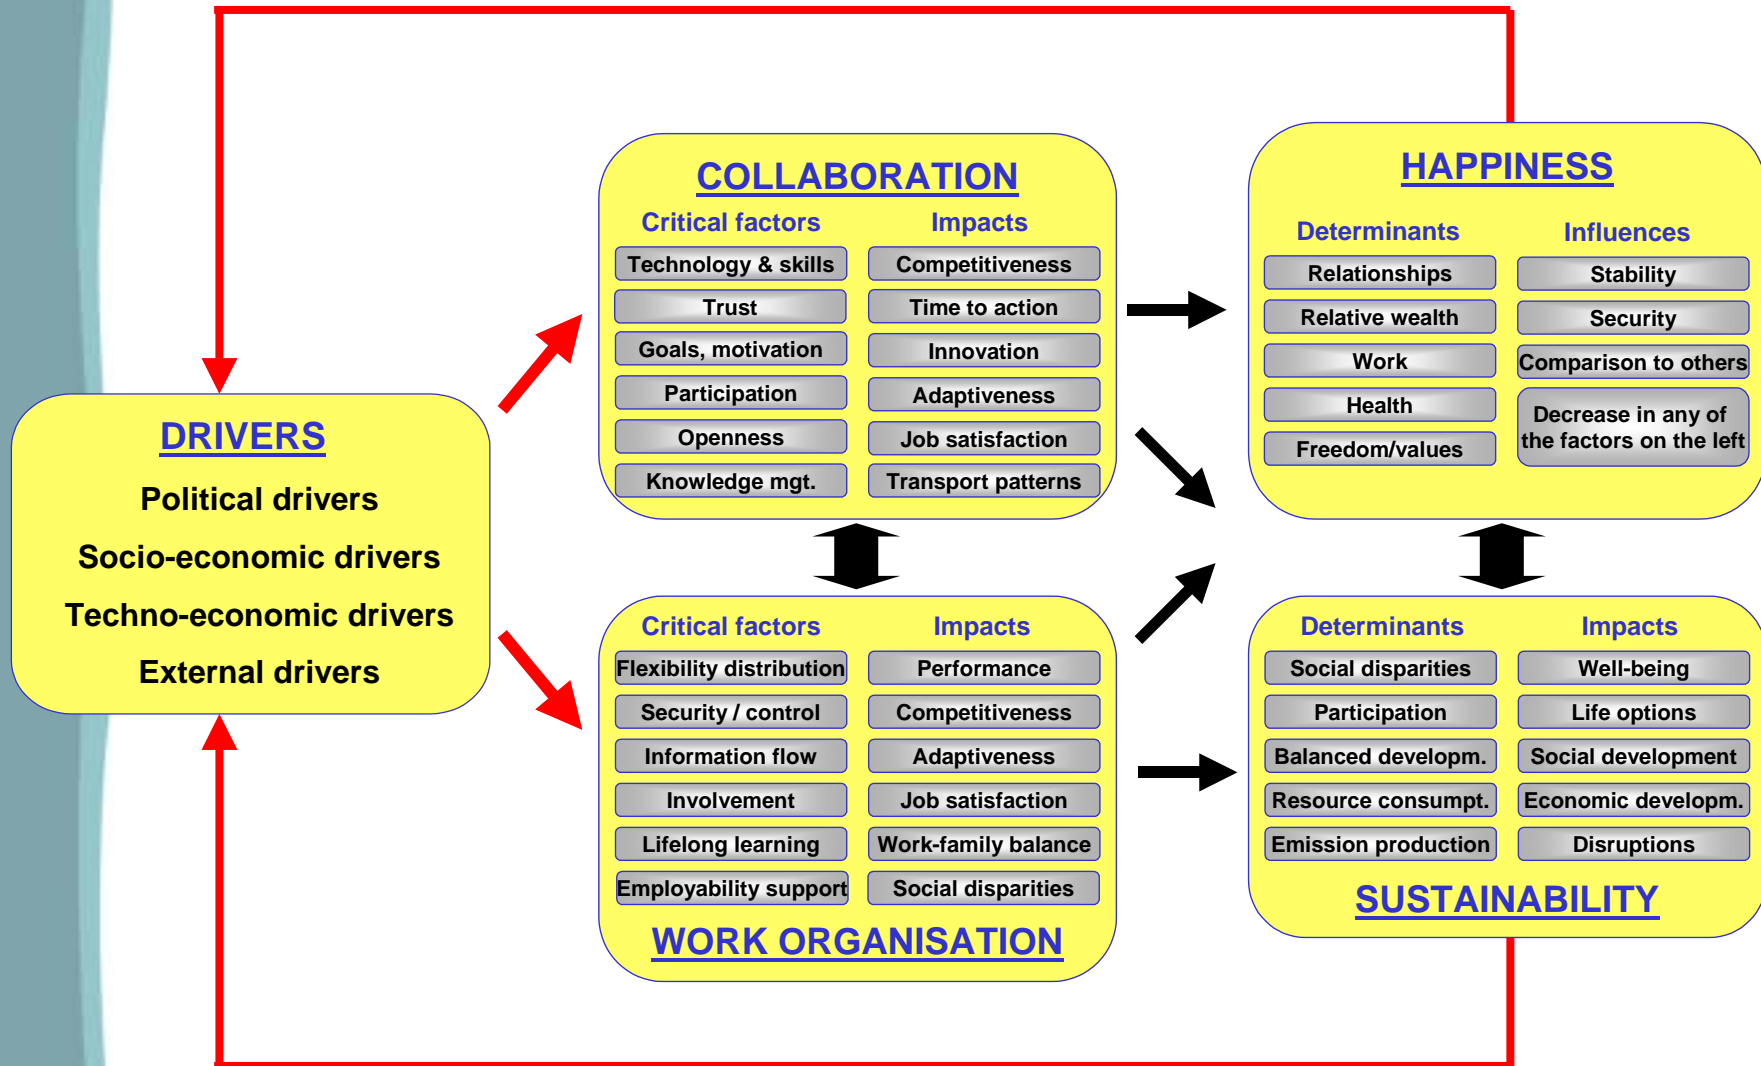 DRIVERS
Political drivers
Socio-economic drivers
Techno-economic drivers
External drivers
COLLABORATION
Critical factors
Technology & skills
Trust
Goals, motivation
Participation
Openness
Knowledge mgt.
Impacts
Competitiveness
Time to action
Innovation
Adaptiveness
Job satisfaction
Transport patterns
Critical factors
Flexibility distribution
Security / control
Information flow
Involvement
Lifelong learning
Employability support
Impacts
Performance
Competitiveness
Adaptiveness
Job satisfaction
Work-family balance
Social disparities
WORK ORGANISATION
HAPPINESS
Determinants
Relationships
Relative wealth
Work
Health
Freedom/values
Influences
Stability
Security
Comparison to others
Decrease in any of
the factors on the left
Determinants
Social disparities
Participation
Balanced developm.
Resource consumpt.
Emission production
Impacts
Well-being
Life options
Social development
Economic developm.
Disruptions
SUSTAINABILITY